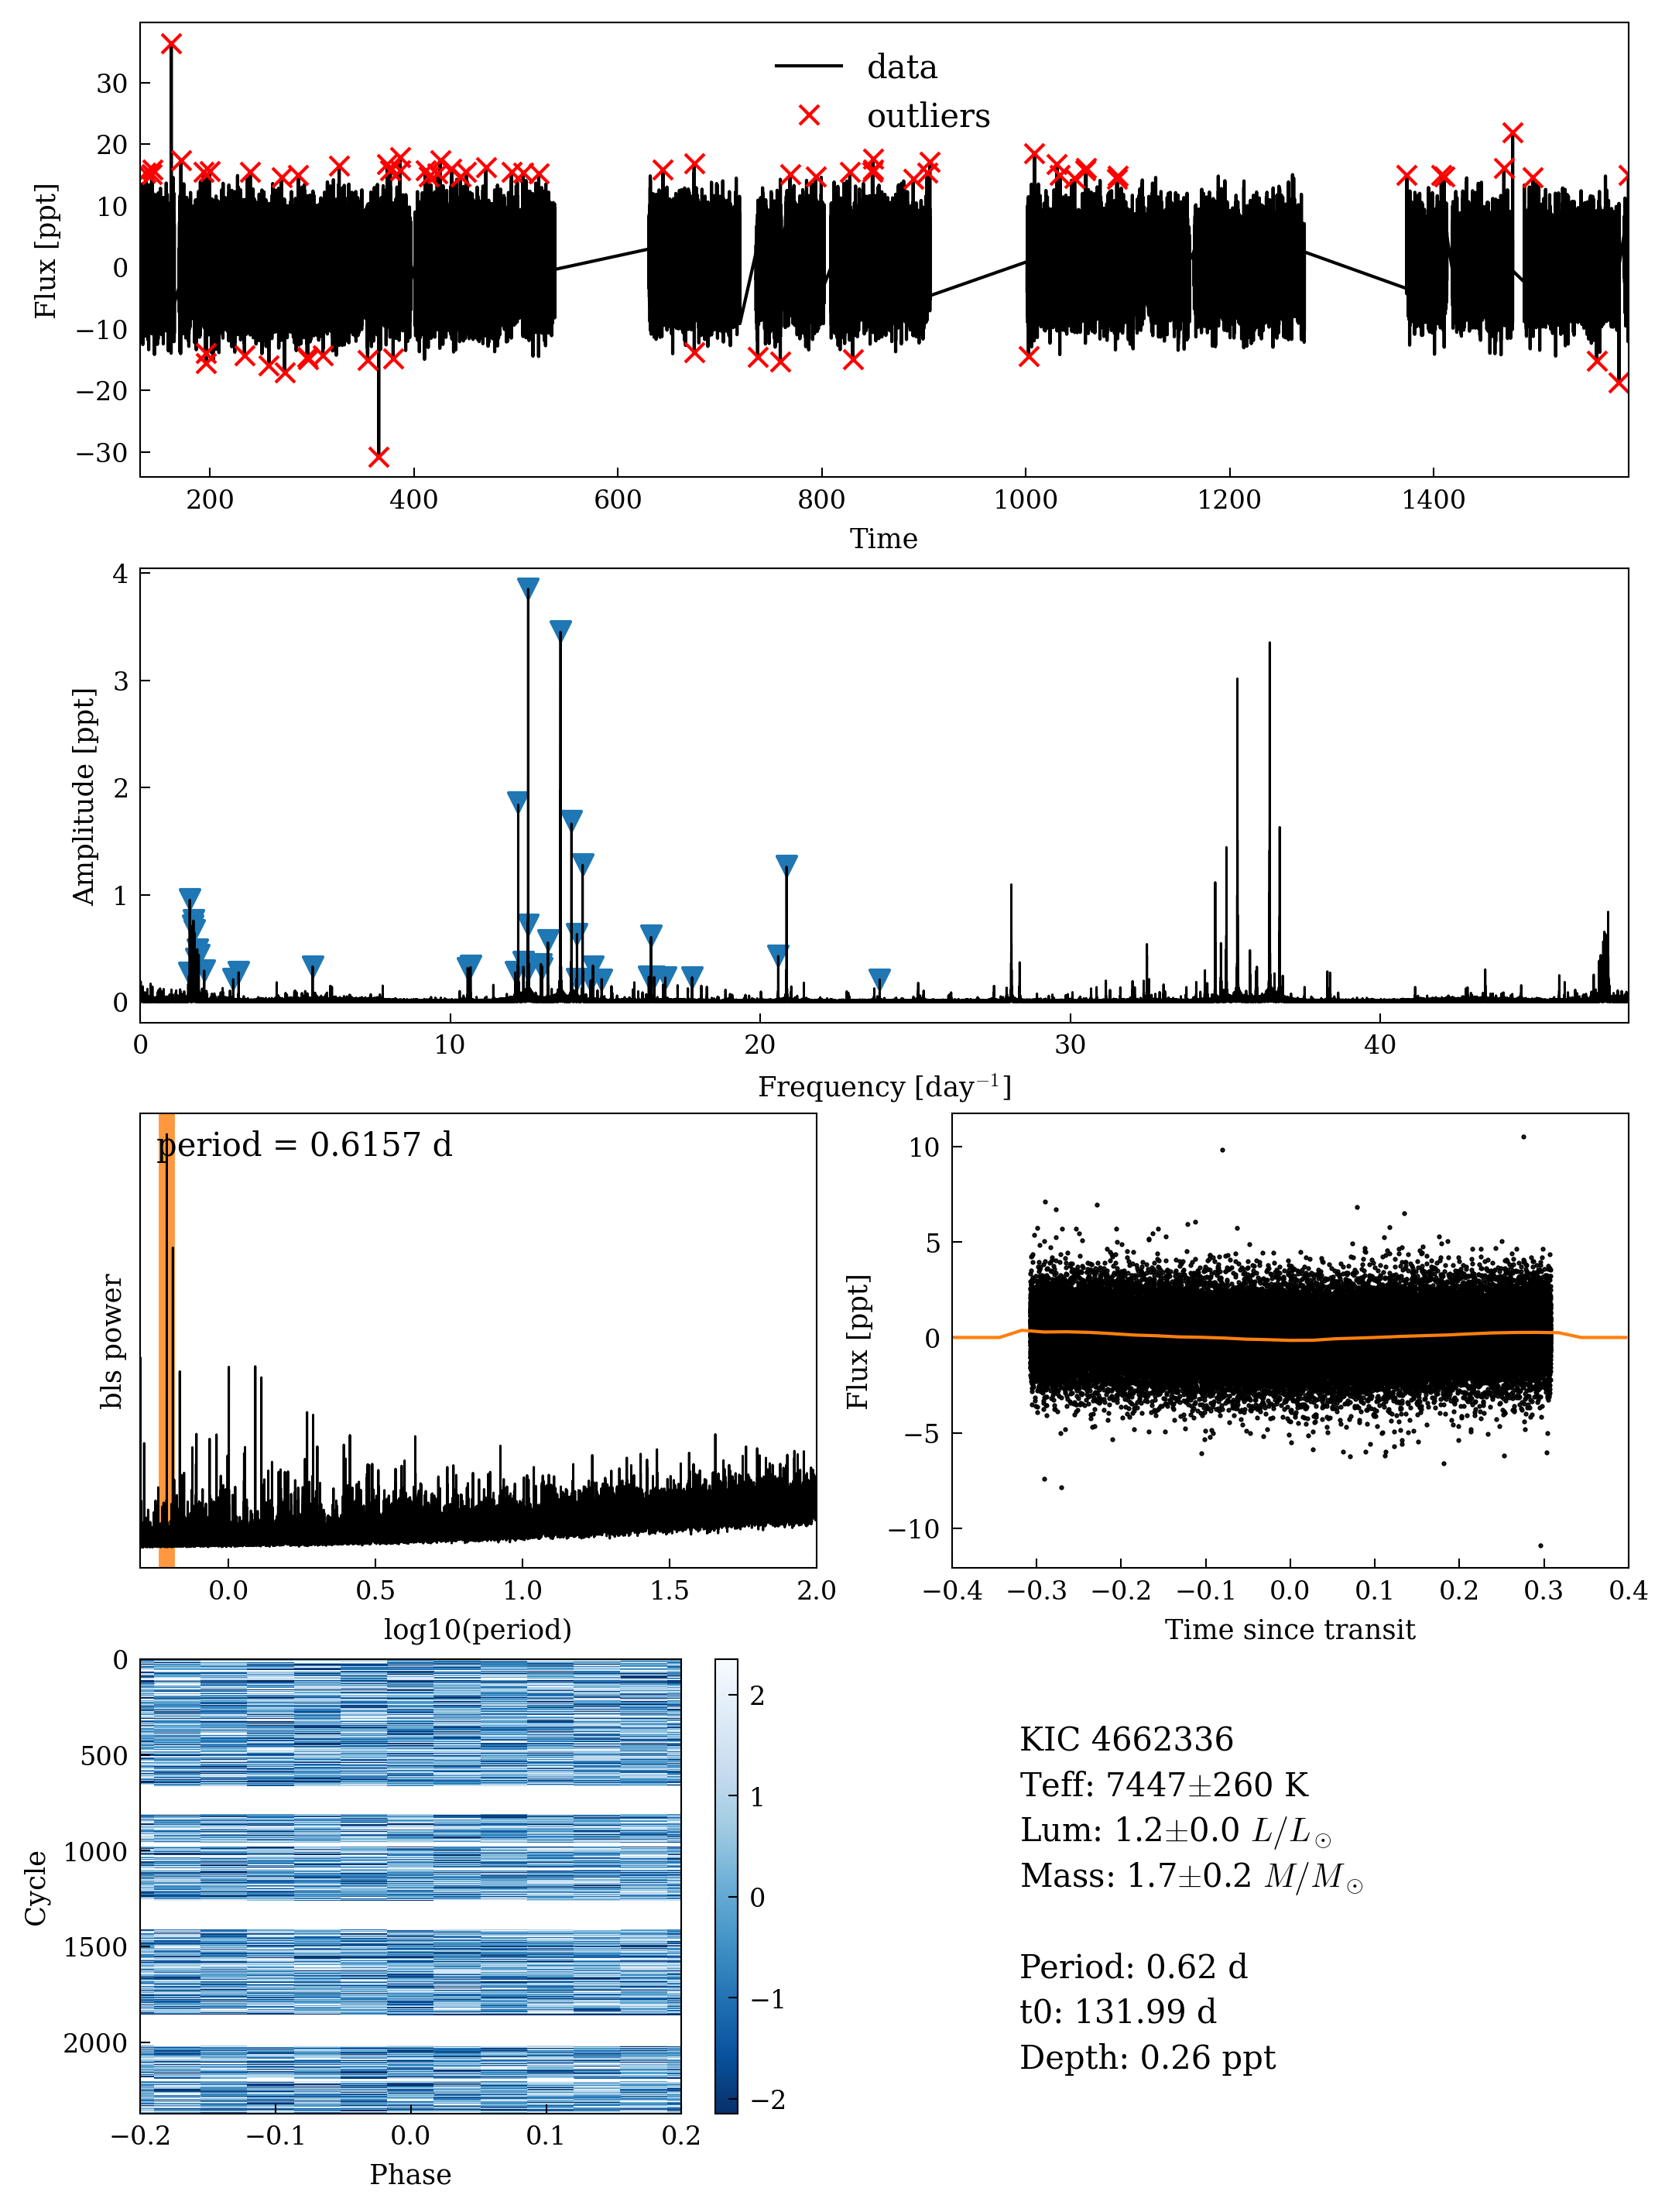 data
outliers
30
20
10
0
−10
−20
−30
Flux [ppt]
200 400 600 800 1000 1200 1400
Time
4
3
2
1
0
Amplitude [ppt]
0 10 20 30 40
Frequency [day⁻¹]
period = 0.6157 d
bls power
0.0 0.5 1.0 1.5 2.0
log10(period)
10
5
0
−5
−10
Flux [ppt]
−0.4 −0.3 −0.2 −0.1 0.0 0.1 0.2 0.3 0.4
Time since transit
0
500
1000
1500
2000
Cycle
−0.2 −0.1 0.0 0.1 0.2
Phase
2
1
0
−1
−2
KIC 4662336
Teff: 7447±260 K
Lum: 1.2±0.0 L/L⊙
Mass: 1.7±0.2 M/M⊙
Period: 0.62 d
t0: 131.99 d
Depth: 0.26 ppt